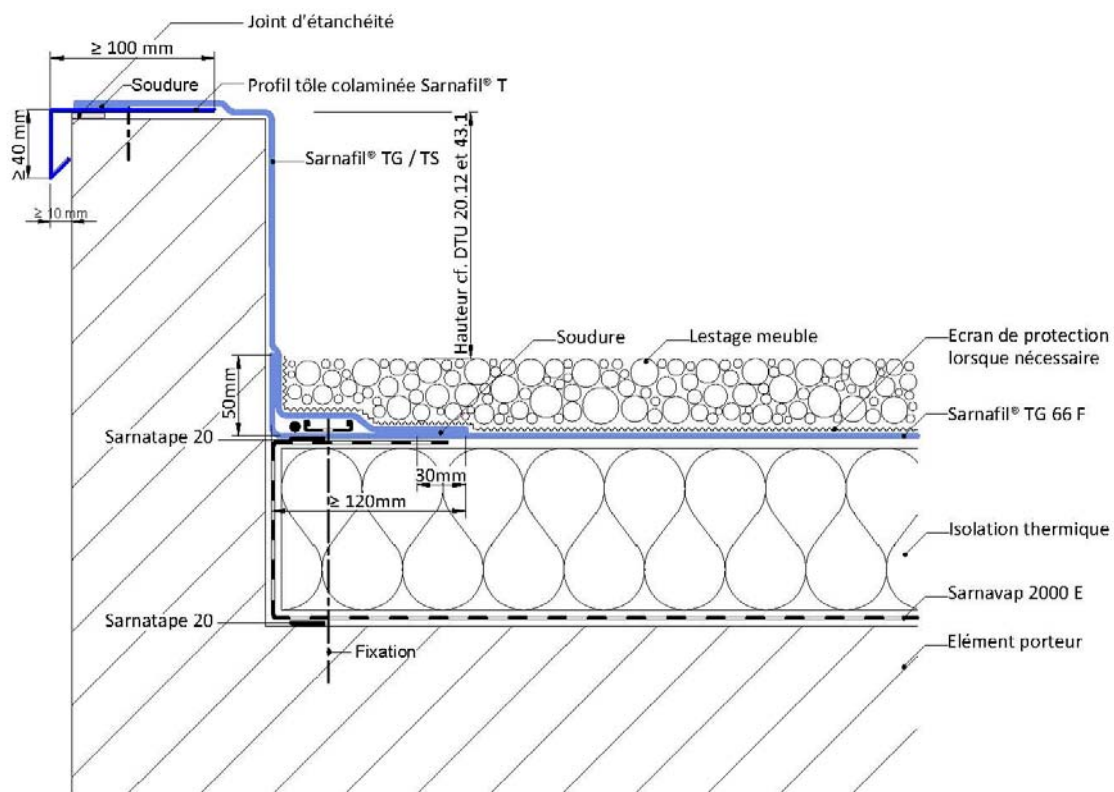 Joint d'étanchéité
≥ 100 mm
Soudure
Profil tôle colaminée Sarnafil® T
≥40 mm
≥ 10 mm
Sarnafil® TG / TS
Hauteur cf. DTU 20.12 et 43.1
Soudure
Lestage meuble
Ecran de protection
lorsque nécessaire
50mm
Sarnafil® TG 66 F
Sarnatape 20
30mm
≥ 120mm
Isolation thermique
Sarnavap 2000 E
Sarnatape 20
Fixation
Elément porteur